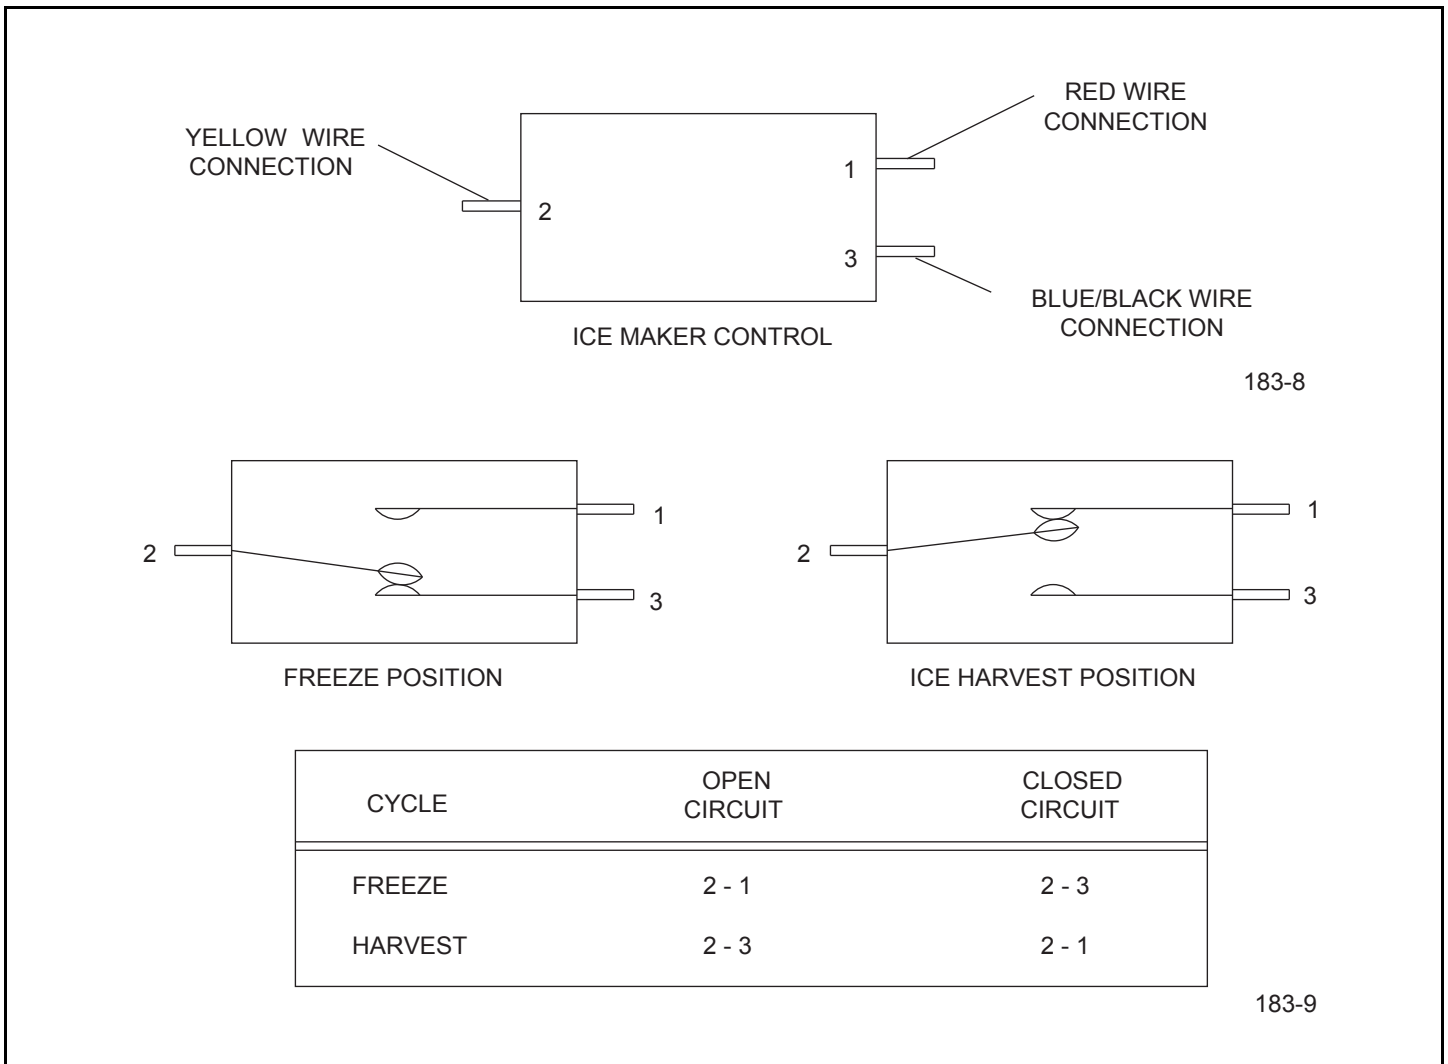 YELLOW WIRE
CONNECTION
2
1
3
RED WIRE
CONNECTION
BLUE/BLACK WIRE
CONNECTION
ICE MAKER CONTROL
183-8
2
1
3
FREEZE POSITION
2
1
3
ICE HARVEST POSITION
CYCLE
OPEN
CIRCUIT
CLOSED
CIRCUIT
FREEZE 2 - 1 2 - 3
HARVEST 2 - 3 2 - 1
183-9